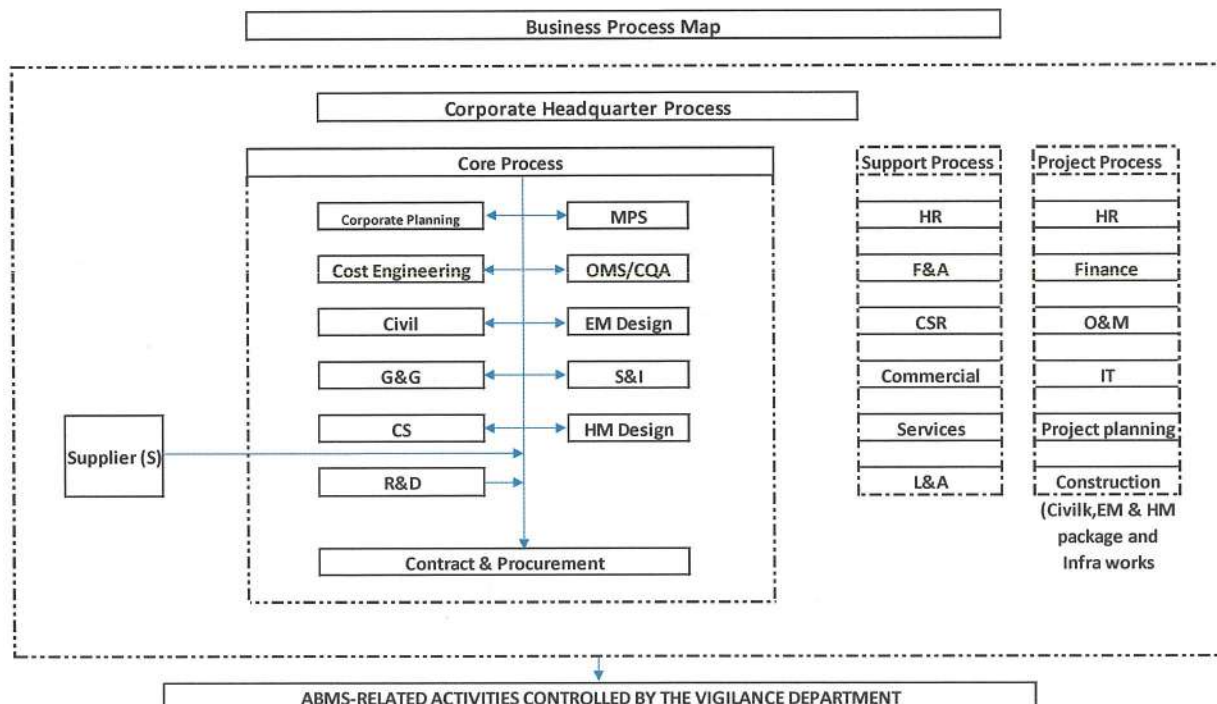 Business Process Map
Corporate Headquarter Process
Core Process
Corporate Planning
MPS
Cost Engineering
OMS/CQA
Civil
EM Design
G&G
S&I
CS
HM Design
R&D
Contract & Procurement
Supplier (S)
Support Process
HR
F&A
CSR
Commercial
Services
L&A
Project Process
HR
Finance
O&M
IT
Project planning
Construction
(Civilk,EM & HM
package and
Infra works
ABMS-RELATED ACTIVITIES CONTROLLED BY THE VIGILANCE DEPARTMENT